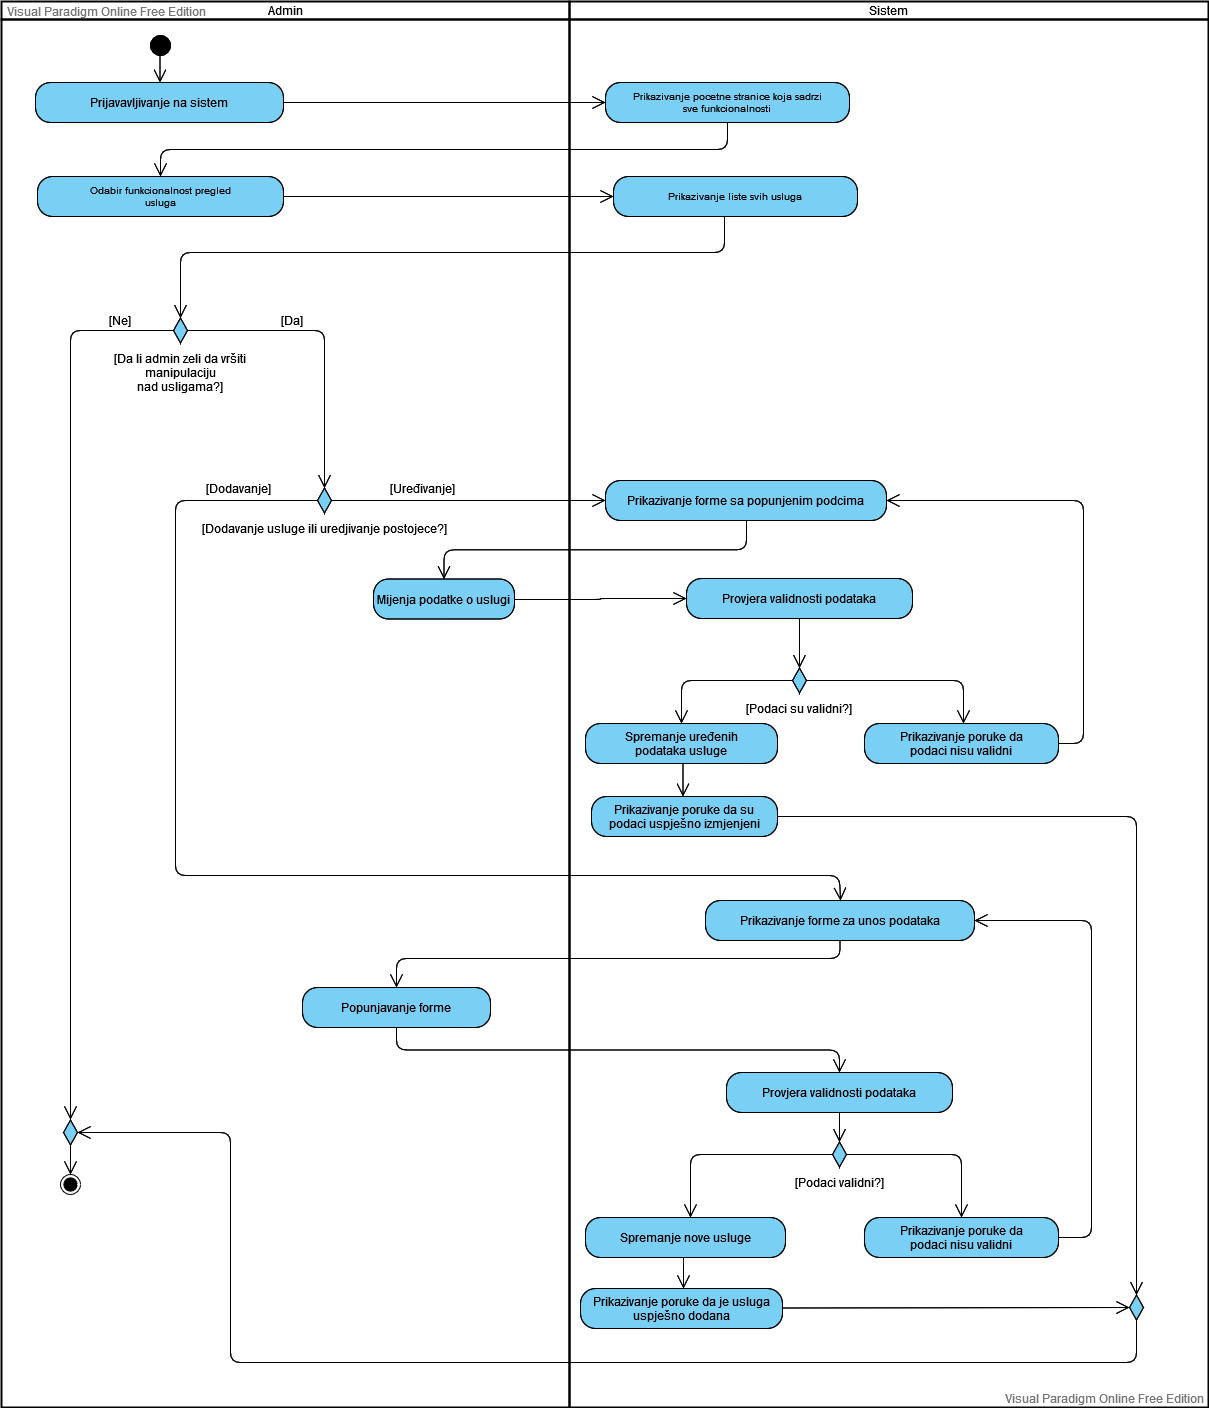 Visual Paradigm Online Free Edition
Admin
Sistem
Prijavavljivanje na sistem
Prikazivanje pocetne stranice koja sadrzi
sve funkcionalnosti
Odabir funkcionalnost pregled
usluga
Prikazivanje liste svih usluga
[Ne]
[Da]
[Da li admin zeli da vršiti
manipulaciju
nad usligama?]
[Dodavanje]
[Uređivanje]
Prikazivanje forme sa popunjenim podcima
[Dodavanje usluge ili uredjivanje postojece?]
Mijenja podatke o uslugi
Provjera validnosti podataka
[Podaci su validni?]
Spremanje uređenih
podataka usluge
Prikazivanje poruke da
podaci nisu validni
Prikazivanje poruke da su
podaci uspješno izmjenjeni
Prikazivanje forme za unos podataka
Popunjavanje forme
Provjera validnosti podataka
[Podaci validni?]
Spremanje nove usluge
Prikazivanje poruke da
podaci nisu validni
Prikazivanje poruke da je usluga
uspješno dodana
Visual Paradigm Online Free Edition